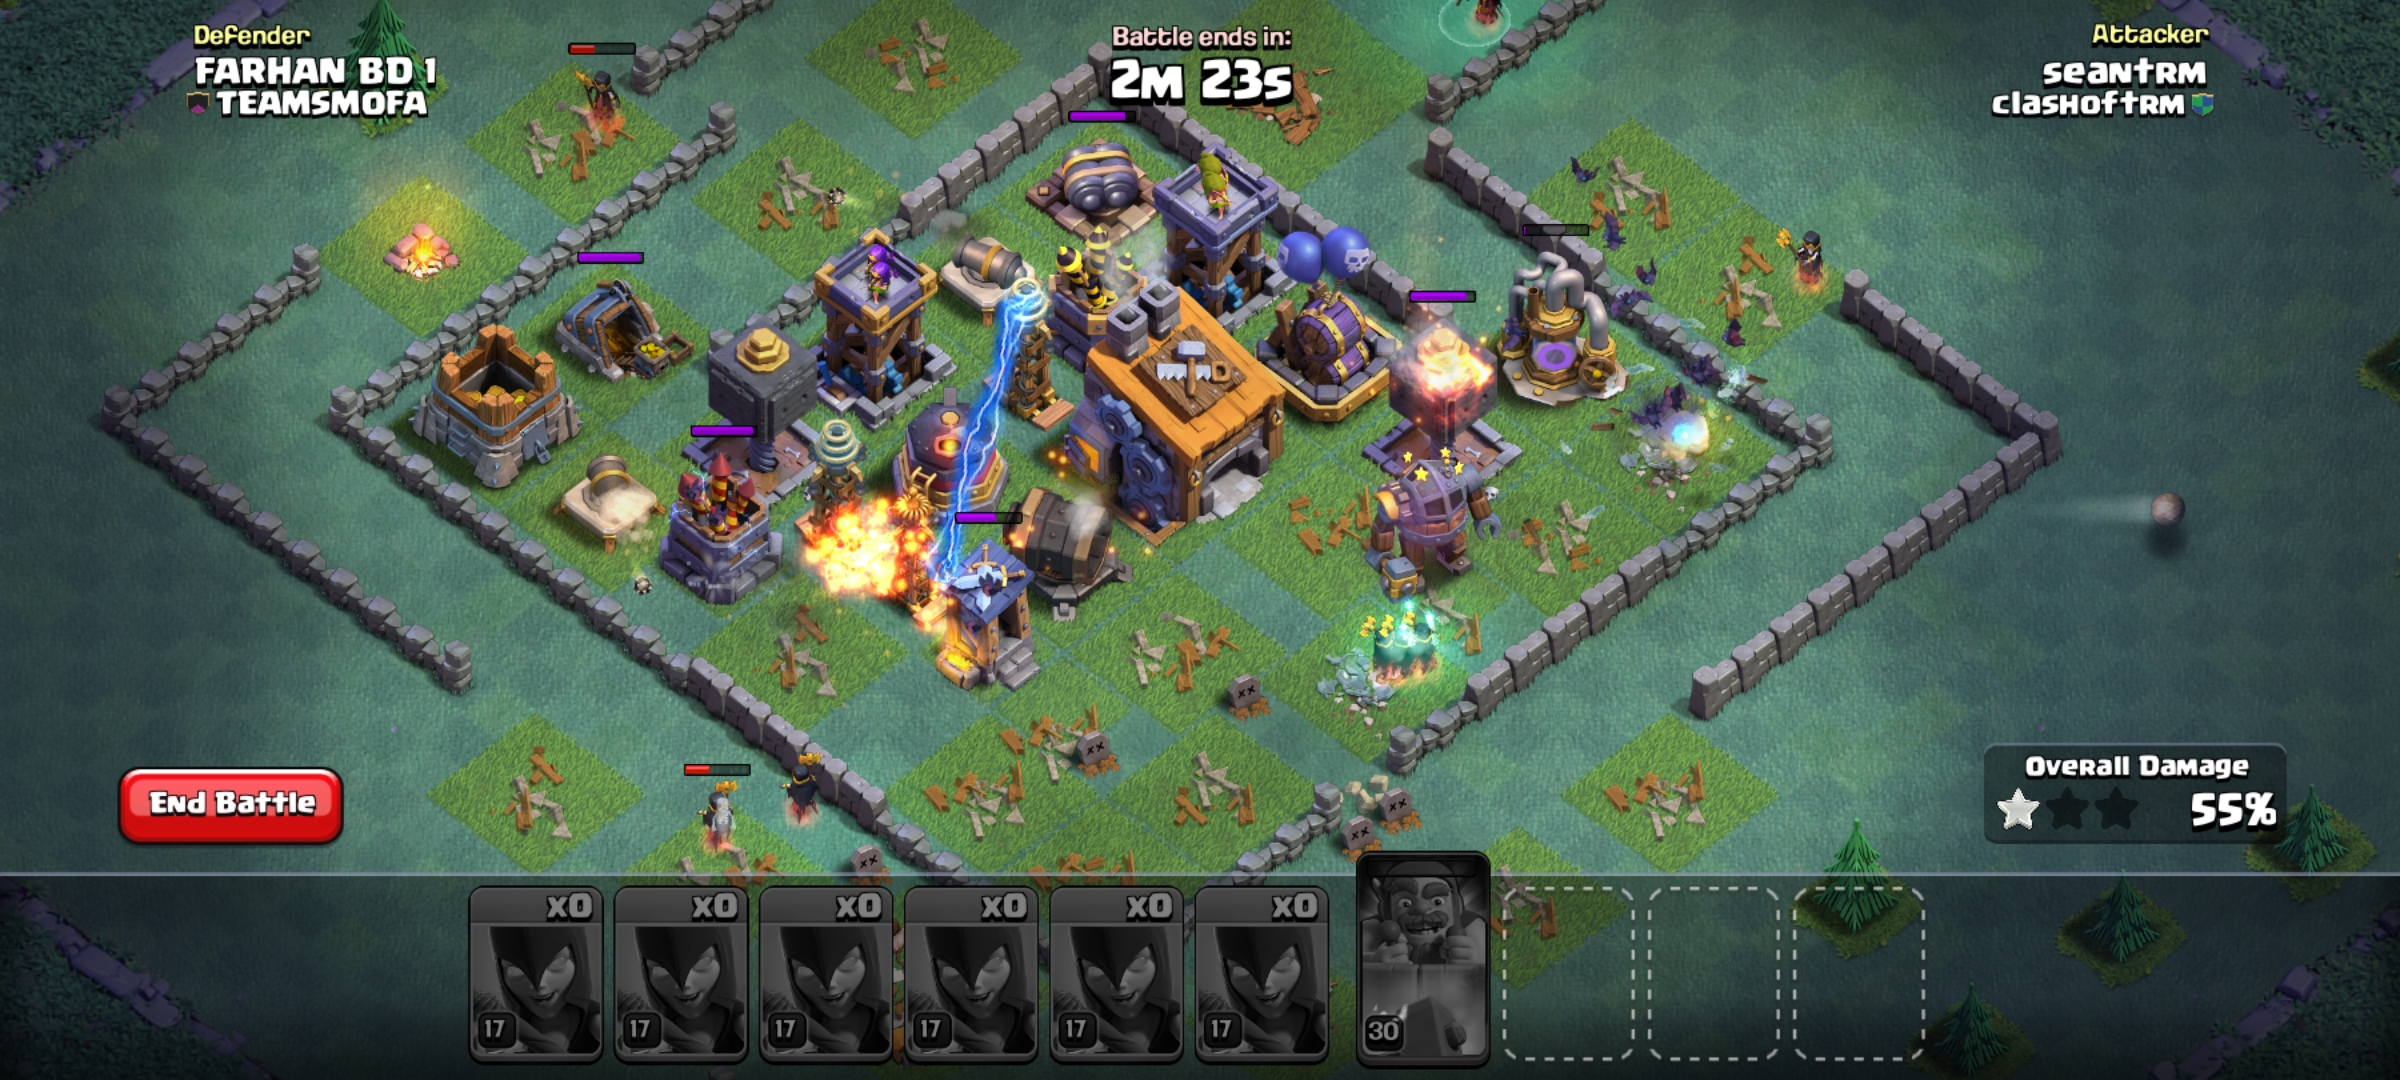 Defender
FARHAN BD 1
TEAMSMOFA
Battle ends in:
2M 23s
Attacker
seantRM
clashoftRM
End Battle
Overall Damage
55%
x0
x0
x0
x0
x0
x0
17
17
17
17
17
17
30